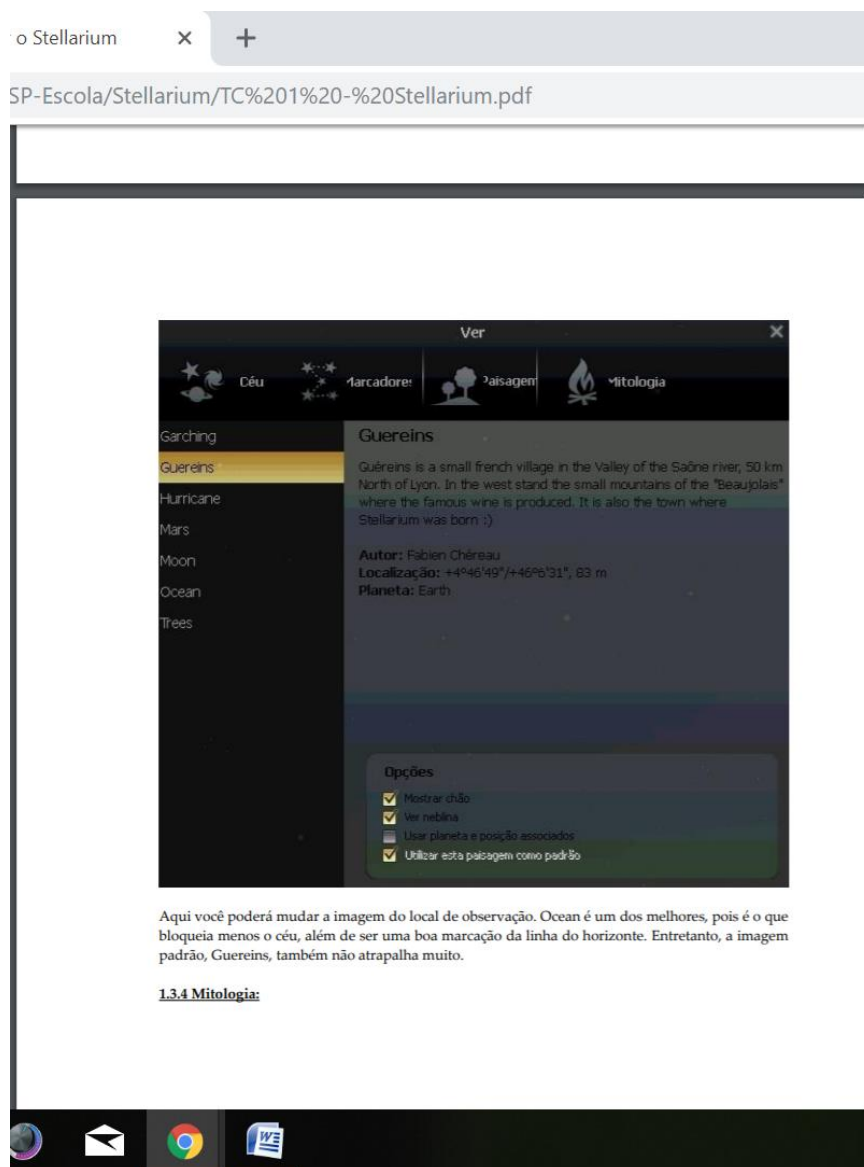 o Stellarium
SP-Escola/Stellarium/TC%201%20-%20Stellarium.pdf
Ver
Céu
Marcadores
Paisagem
Mitologia
Garching
Guereins
Hurricane
Mars
Moon
Ocean
Trees
Guereins
Guéreins is a small french village in the Valley of the Saône river, 50 km
North of Lyon. In the west stand the small mountains of the "Beaujolais"
where the famous wine is produced. It is also the town where
Stellarium was born :)
Autor: Fabien Chéreau
Localização: +4°46'49"/+46°6'31", 83 m
Planeta: Earth
Opções
Mostrar chão
Ver neblina
Usar planeta e posição associados
Utilizar esta paisagem como padrão
Aqui você poderá mudar a imagem do local de observação. Ocean é um dos melhores, pois é o que
bloqueia menos o céu, além de ser uma boa marcação da linha do horizonte. Entretanto, a imagem
padrão, Guereins, também não atrapalha muito.
1.3.4 Mitologia: